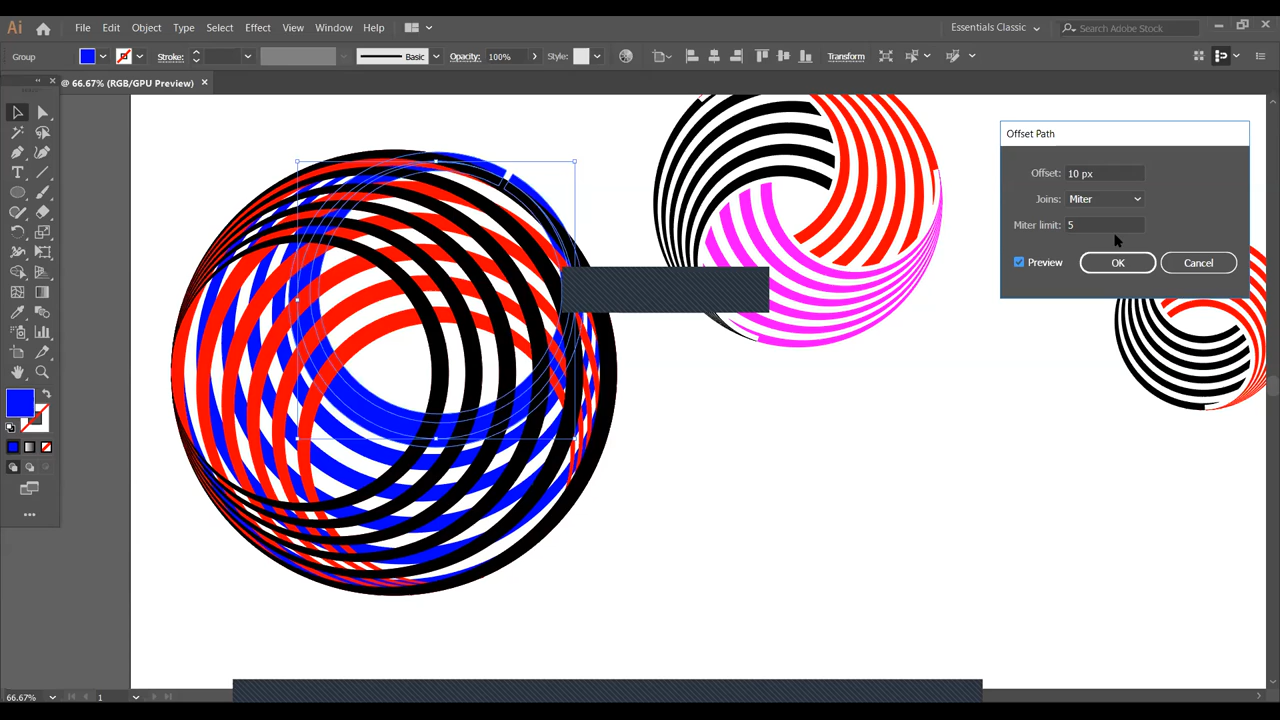 Ai File Edit Object Type Select Effect View Window Help Essentials Classic Search Adobe Stock
Group Stroke: Basic Opacity: 100% Style: Transform
@ 66.67% (RGB/GPU Preview)
Offset Path
Offset: 10 px
Joins: Miter
Miter limit: 5
Preview OK Cancel
66.67% 1